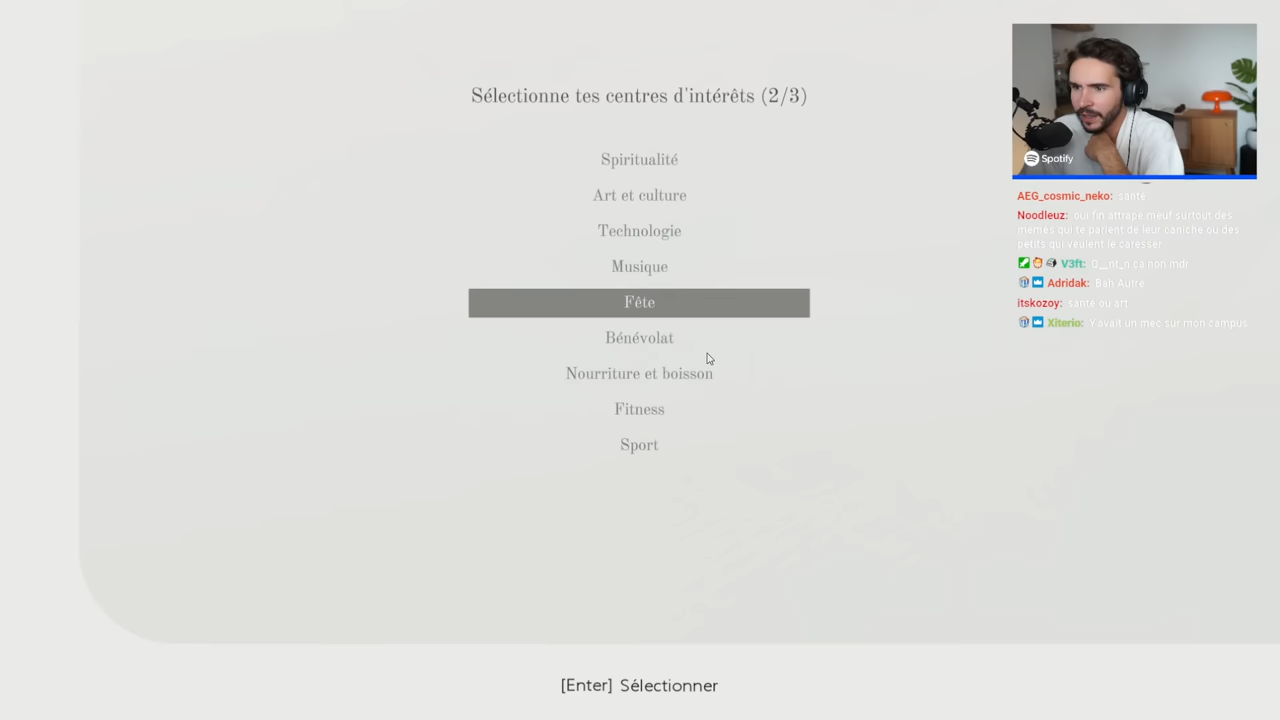 Sélectionne tes centres d'intérêts (2/3)
Spiritualité
Art et culture
Technologie
Musique
Fête
Bénévolat
Nourriture et boisson
Fitness
Sport
[Enter] Sélectionner
Spotify
AEG_cosmic_neko: santé
Noodleuz: oui fin attrape meuf surtout des
memes qui te parlent de leur caniche ou des
petits qui veulent le caresser
V3ft: Q__nt_n ca non mdr
Adridak: Bah Autre
itskozoy: santé ou art
Xiterio: Y'avait un mec sur mon campus